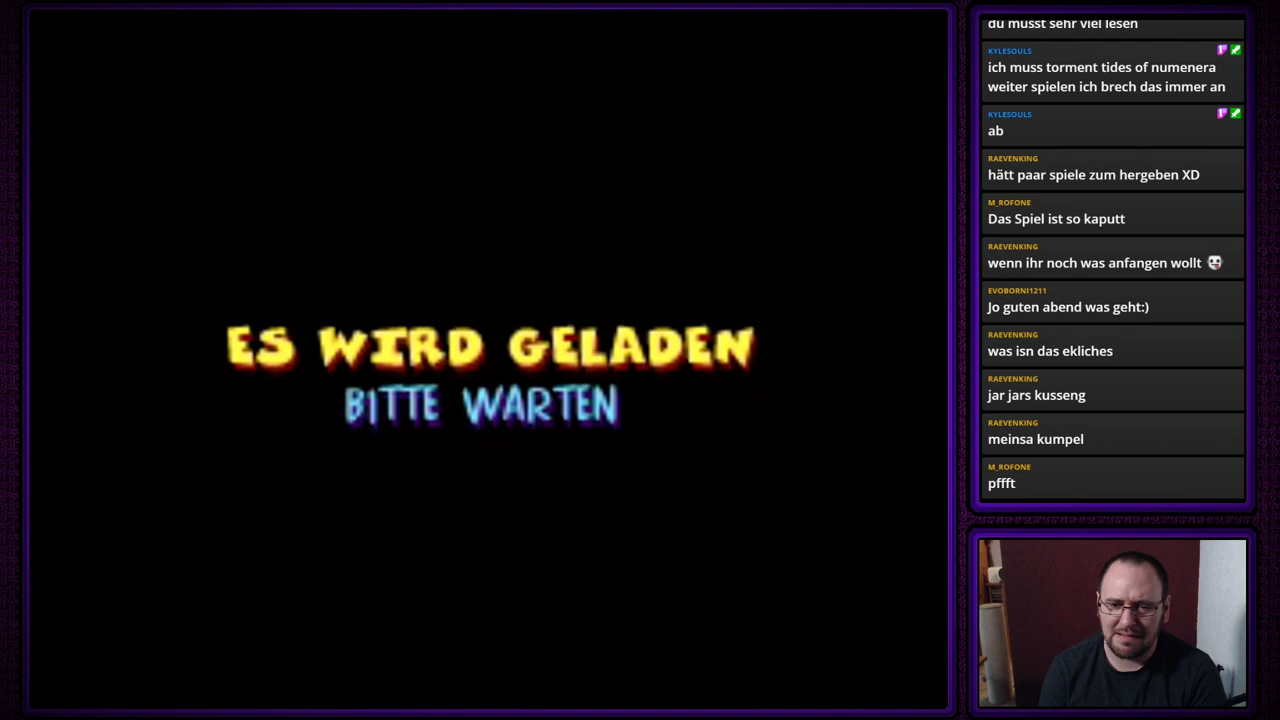 ES WIRD GELADEN
BITTE WARTEN
du musst sehr viel lesen
KYLESOULS
ich muss torment tides of numenera
weiter spielen ich brech das immer an
KYLESOULS
ab
RAEVENKING
hätt paar spiele zum hergeben XD
M_ROFONE
Das Spiel ist so kaputt
RAEVENKING
wenn ihr noch was anfangen wollt
EVOBORNI1211
Jo guten abend was geht:)
RAEVENKING
was isn das ekliches
RAEVENKING
jar jars kusseng
RAEVENKING
meinsa kumpel
M_ROFONE
pffft